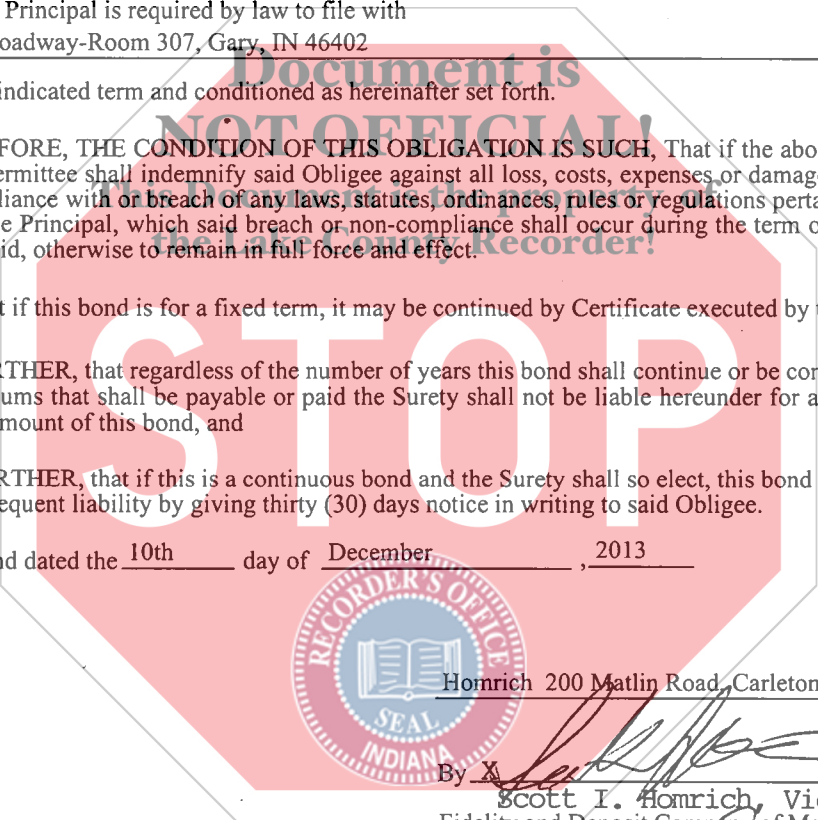 Principal is required by law to file with
oadway-Room 307, Gary, IN 46402
Document is
indicated term and conditioned as hereinafter set forth.
NOT OFFICIAL!
FORE, THE CONDITION OF THIS OBLIGATION IS SUCH, That if the abo
ermittee shall indemnify said Obligee against all loss, costs, expenses or damag
This Document is the property of
liance with or breach of any laws, statutes, ordinances, rules or regulations perta
e Principal, which said breach or non-compliance shall occur during the term o
the Lake County Recorder!
id, otherwise to remain in full force and effect.
t if this bond is for a fixed term, it may be continued by Certificate executed by
STOP
RTHER, that regardless of the number of years this bond shall continue or be con
ums that shall be payable or paid the Surety shall not be liable hereunder for a
mount of this bond, and
RTHER, that if this is a continuous bond and the Surety shall so elect, this bond
equent liability by giving thirty (30) days notice in writing to said Obligee.
nd dated the 10th day of December , 2013
RECORDER'S OFFICE
SEAL
INDIANA
Homrich 200 Matlin Road, Carleton
By X
Scott I. Homrich, Vi
Fidelity and Deposit Company of M